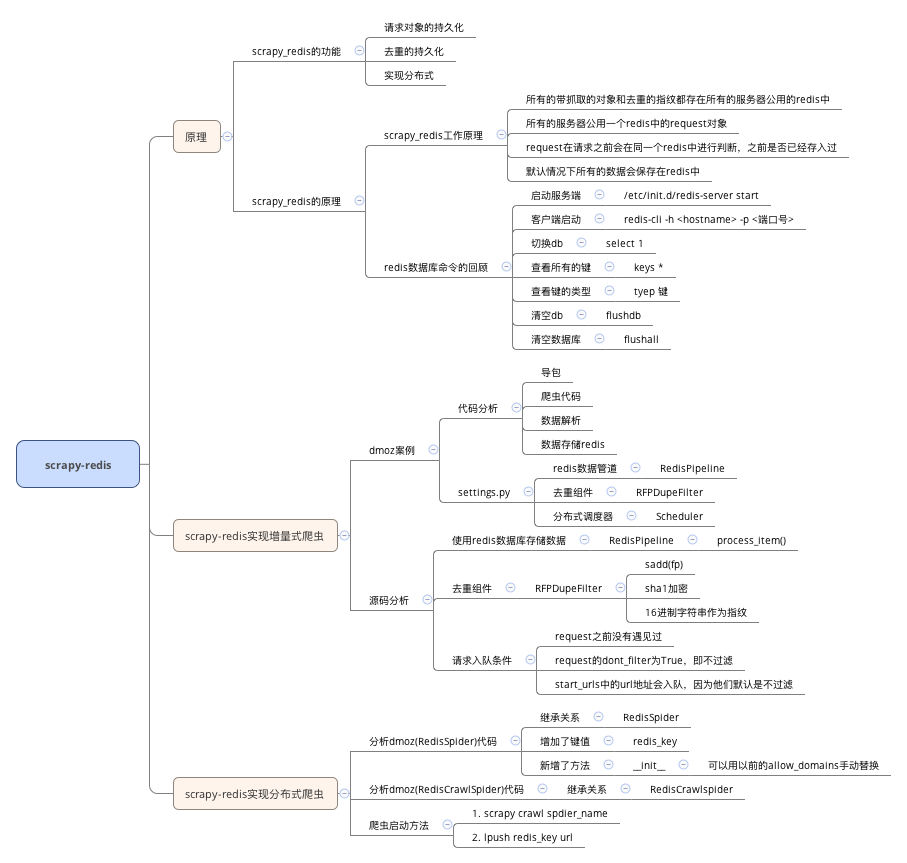 scrapy-redis
原理
scrapy_redis的功能
请求对象的持久化
去重的持久化
实现分布式
scrapy_redis的原理
scrapy_redis工作原理
所有的带抓取的对象和去重的指纹都存在所有的服务器公用的redis中
所有的服务器公用一个redis中的request对象
request在请求之前会在同一个redis中进行判断，之前是否已经存入过
默认情况下所有的数据会保存在redis中
redis数据库命令的回顾
启动服务端 /etc/init.d/redis-server start
客户端启动 redis-cli -h <hostname> -p <端口号>
切换db select 1
查看所有的键 keys *
查看键的类型 tyep 键
清空db flushdb
清空数据库 flushall
scrapy-redis实现增量式爬虫
dmoz案例
代码分析
导包
爬虫代码
数据解析
数据存储redis
settings.py
redis数据管道 RedisPipeline
去重组件 RFPDupeFilter
分布式调度器 Scheduler
源码分析
使用redis数据库存储数据 RedisPipeline process_item()
去重组件 RFPDupeFilter
sadd(fp)
sha1加密
16进制字符串作为指纹
请求入队条件
request之前没有遇见过
request的dont_filter为True，即不过滤
start_urls中的url地址会入队，因为他们默认是不过滤
scrapy-redis实现分布式爬虫
分析dmoz(RedisSpider)代码
继承关系 RedisSpider
增加了键值 redis_key
新增了方法 __init__ 可以用以前的allow_domains手动替换
分析dmoz(RedisCrawlSpider)代码 继承关系 RedisCrawlspider
爬虫启动方法
1. scrapy crawl spdier_name
2. lpush redis_key url